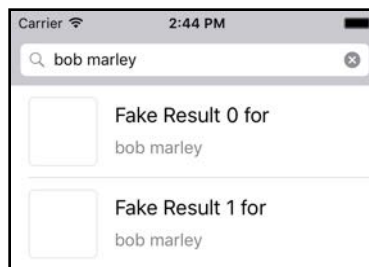 Carrier 2:44 PM
bob marley
Fake Result 0 for
bob marley
Fake Result 1 for
bob marley